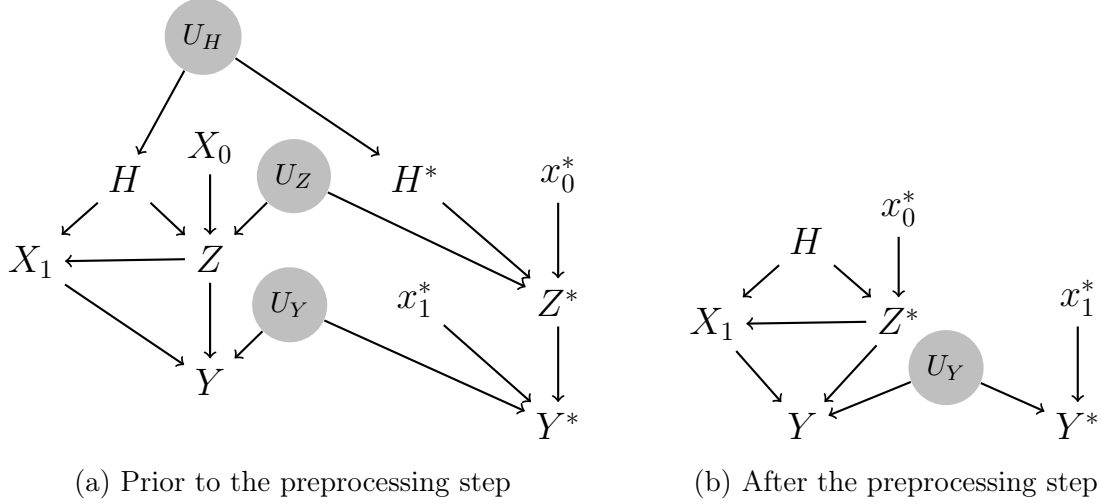 U_H
X_0
H
U_Z
H*
x_0*
X_1
Z
U_Y
x_1*
Z*
Y
Y*
(a) Prior to the preprocessing step
x_0*
H
x_1*
X_1
Z*
U_Y
Y
Y*
(b) After the preprocessing step